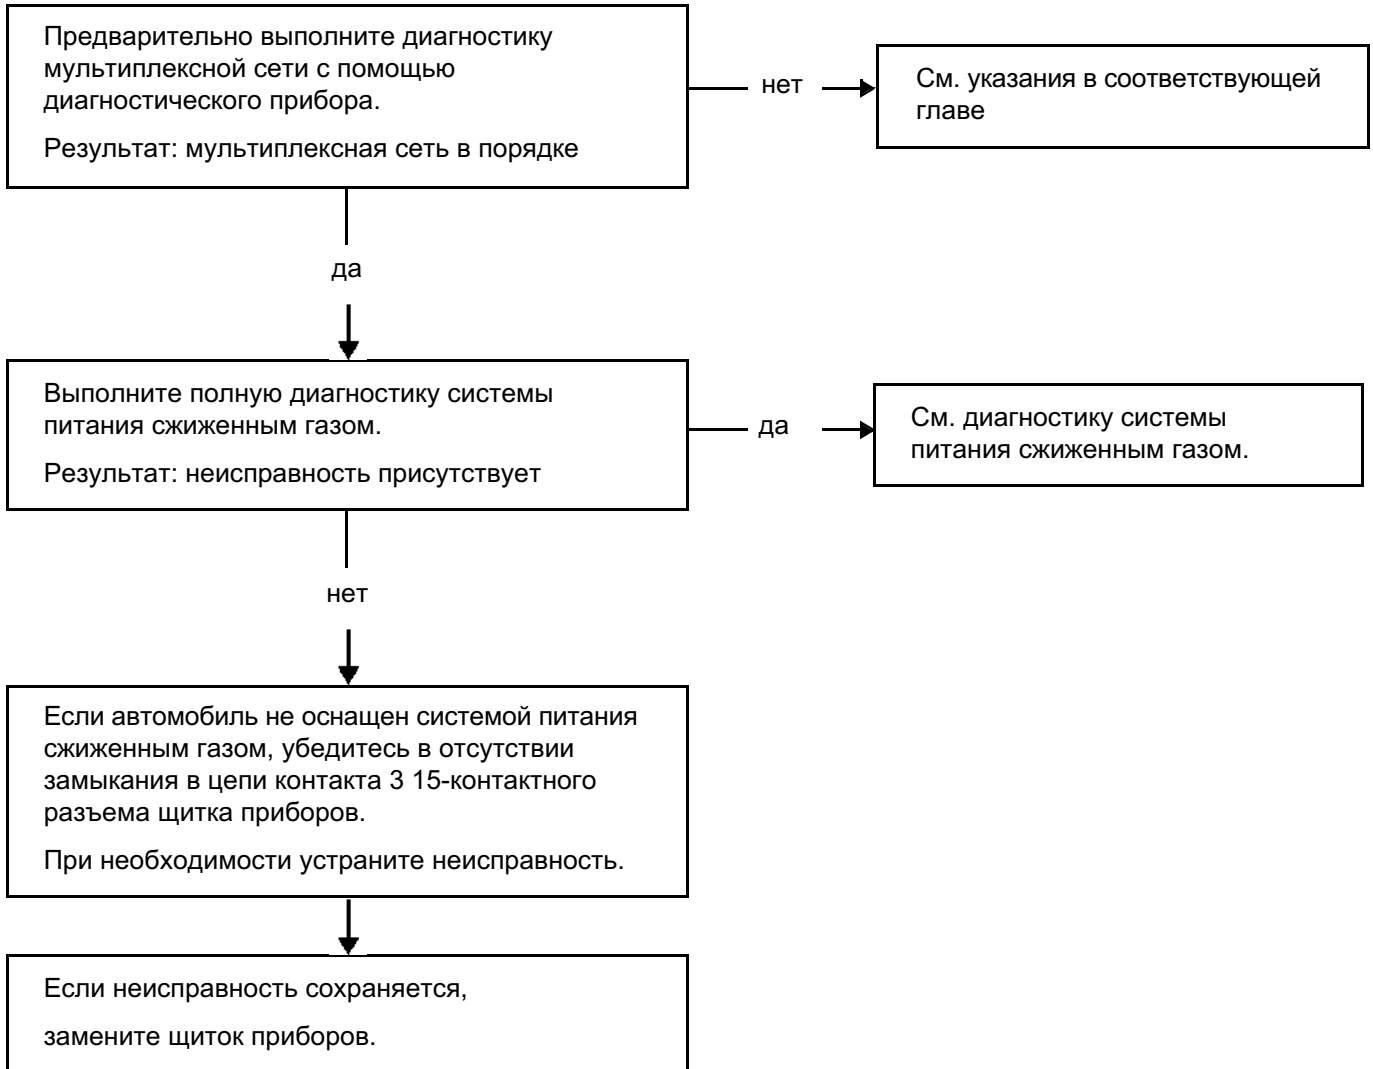 Предварительно выполните диагностику
мультиплексной сети с помощью
диагностического прибора.
Результат: мультиплексная сеть в порядке
нет
См. указания в соответствующей
главе
да
Выполните полную диагностику системы
питания сжиженным газом.
Результат: неисправность присутствует
да
См. диагностику системы
питания сжиженным газом.
нет
Если автомобиль не оснащен системой питания
сжиженным газом, убедитесь в отсутствии
замыкания в цепи контакта 3 15-контактного
разъема щитка приборов.
При необходимости устраните неисправность.
Если неисправность сохраняется,
замените щиток приборов.